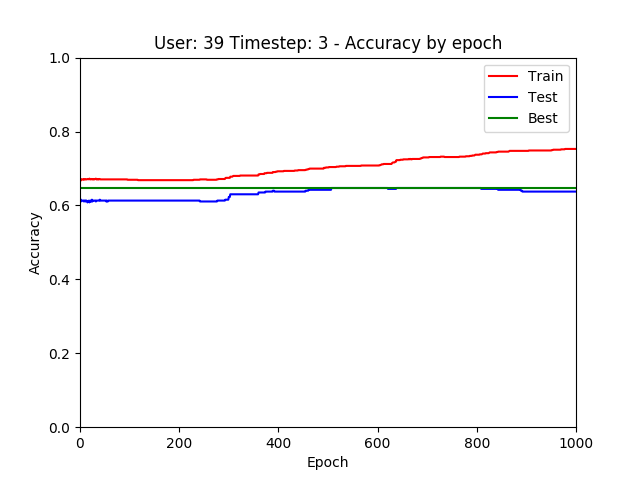 User: 39 Timestep: 3 - Accuracy by epoch
1.0
0.8
0.6
0.4
0.2
0.0
Accuracy
Train
Test
Best
0 200 400 600 800 1000
Epoch